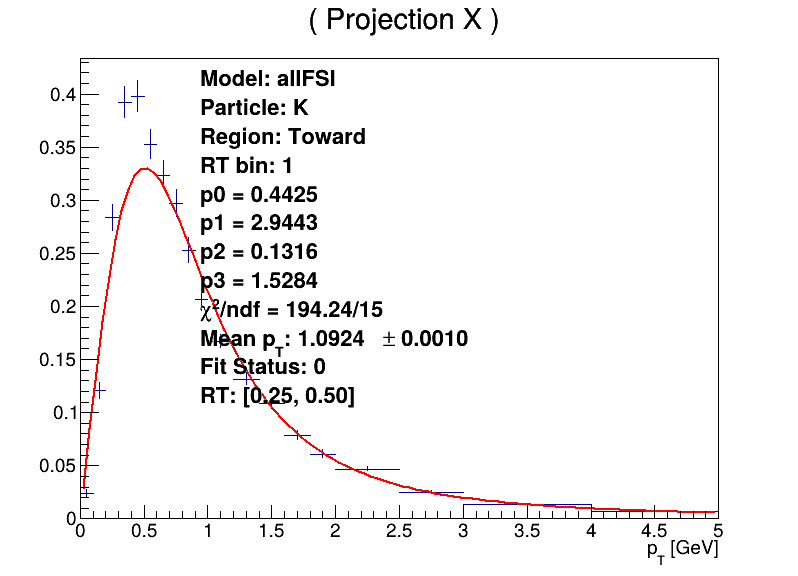 ( Projection X )
Model: allFSI
Particle: K
Region: Toward
RT bin: 1
p0 = 0.4425
p1 = 2.9443
p2 = 0.1316
p3 = 1.5284
χ²/ndf = 194.24/15
Mean p_T: 1.0924 ± 0.0010
Fit Status: 0
RT: [0.25, 0.50]
0.4
0.35
0.3
0.25
0.2
0.15
0.1
0.05
0
0 0.5 1 1.5 2 2.5 3 3.5 4 4.5 5
p_T [GeV]